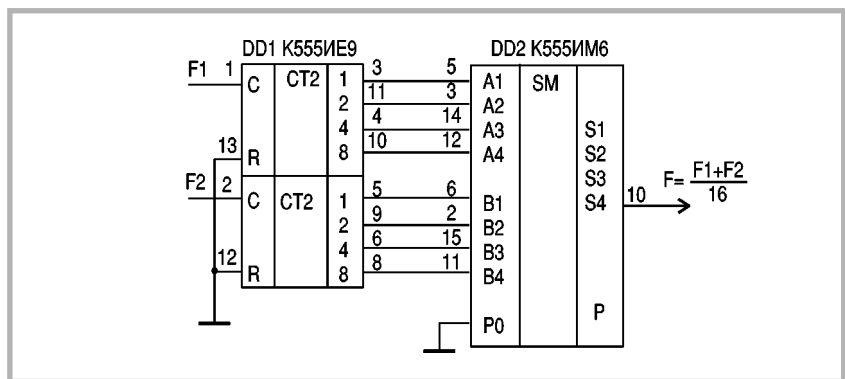 DD1 К555ИЕ9
DD2 К555ИМ6
F1 1 C CT2 1 3 5 A1 SM
2 11 3 A2
4 4 14 A3 S1
13 R 8 10 12 A4 S2
F2 2 C CT2 1 5 6 B1 S3
2 9 2 B2 S4 10 F= F1+F2
16
4 6 15 B3
12 R 8 8 11 B4
P0 P